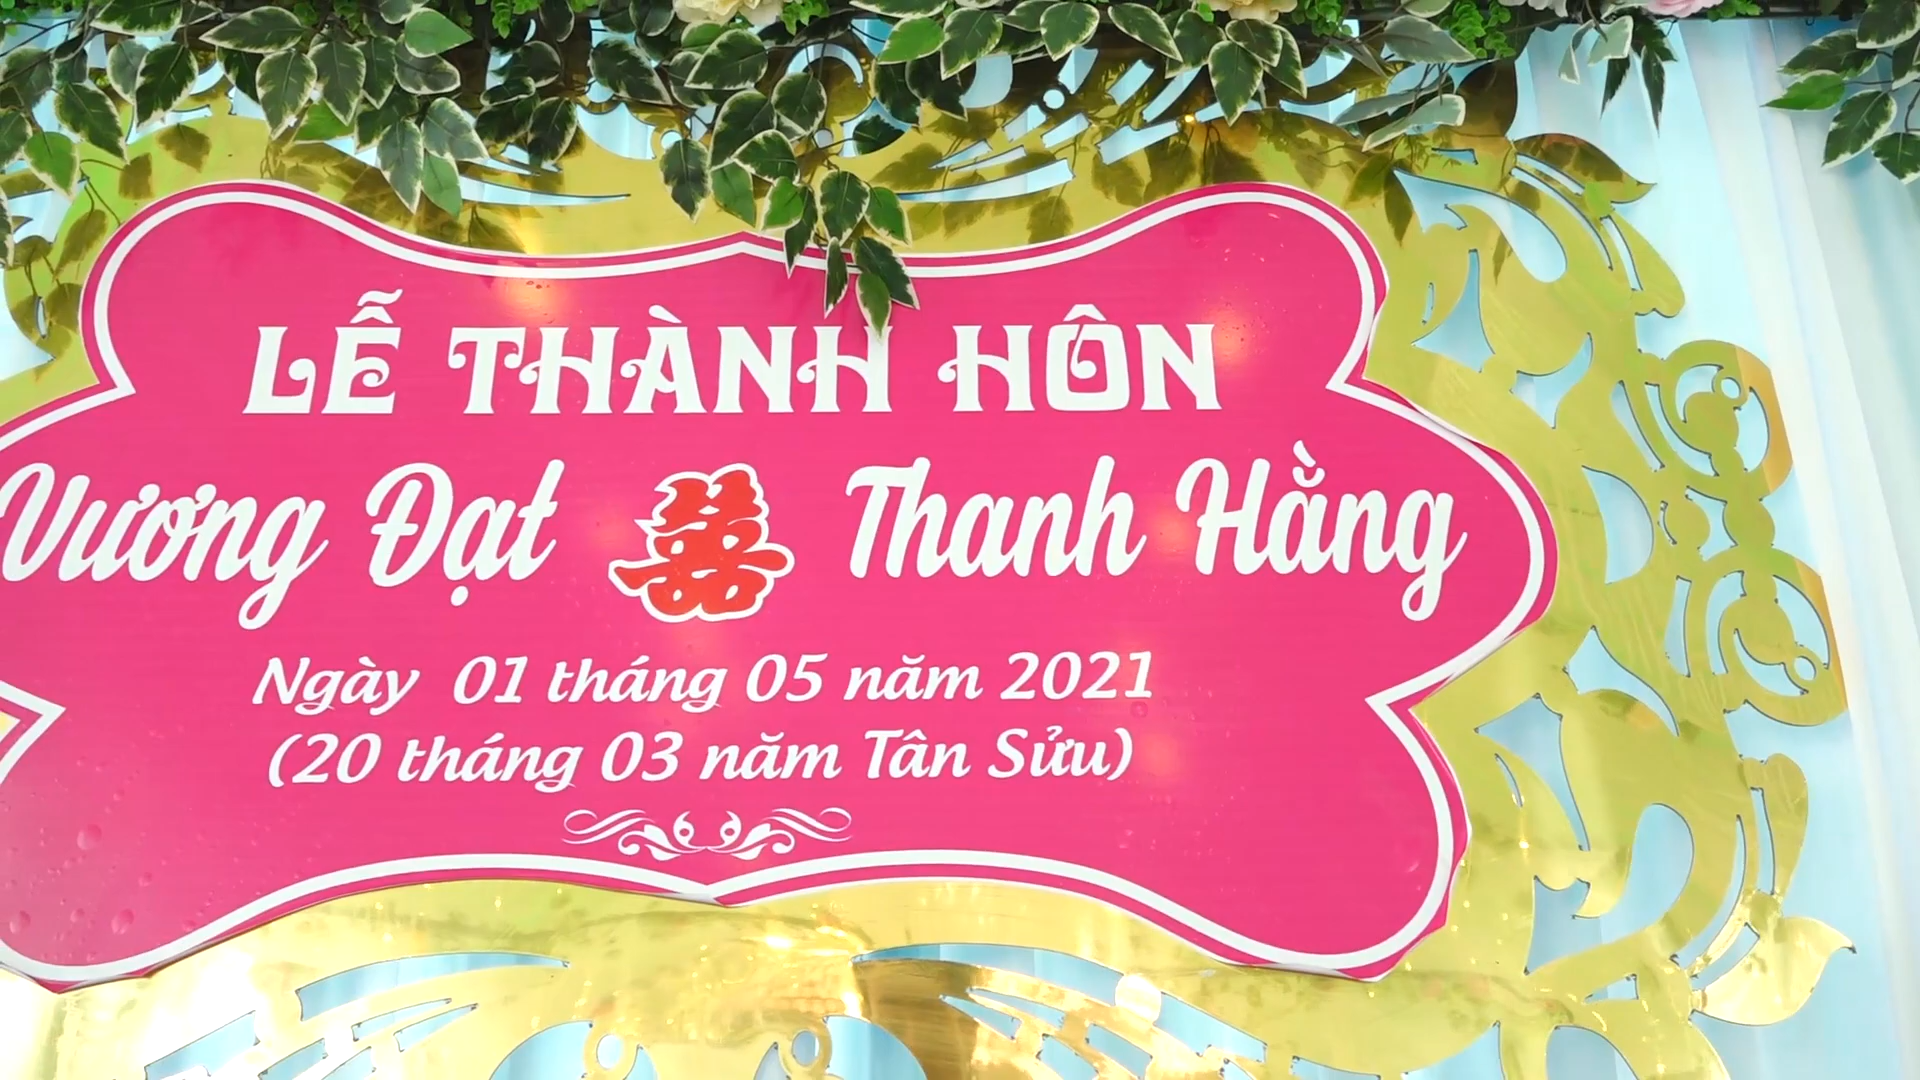 LỄ THÀNH HÔN
Vương Đạt 囍 Thanh Hằng
Ngày 01 tháng 05 năm 2021
(20 tháng 03 năm Tân Sửu)